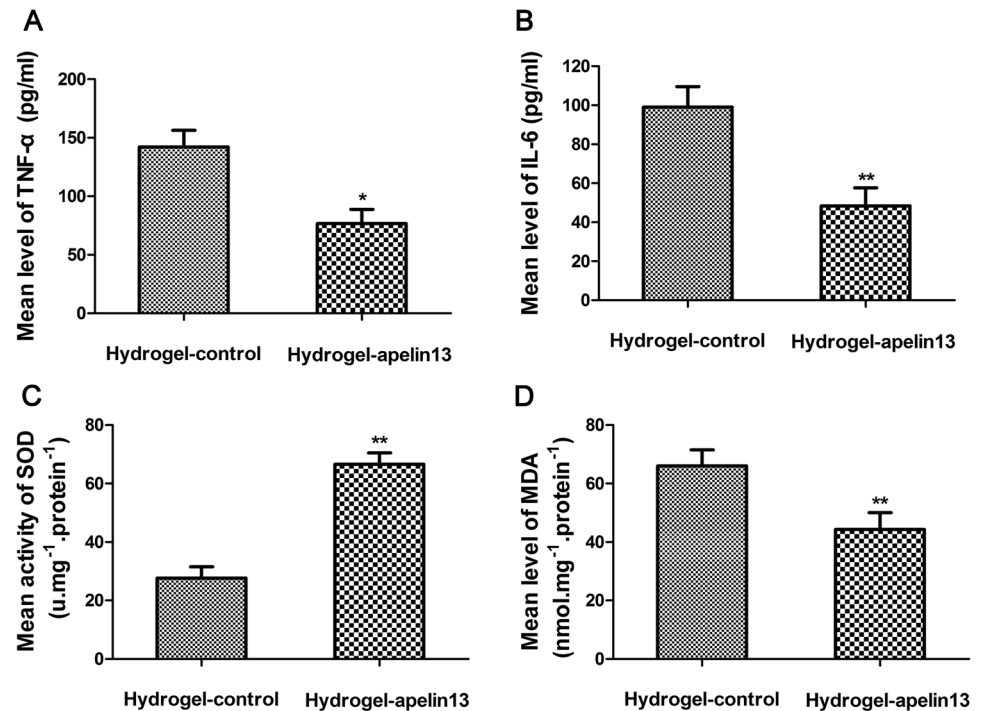 A
Mean level of TNF-α (pg/ml)
200
150
100
50
0
*
Hydrogel-control Hydrogel-apelin13
B
Mean level of IL-6 (pg/ml)
120
100
80
60
40
20
0
**
Hydrogel-control Hydrogel-apelin13
C
Mean activity of SOD
(u.mg⁻¹.protein⁻¹)
80
60
40
20
0
**
Hydrogel-control Hydrogel-apelin13
D
Mean level of MDA
(nmol.mg⁻¹.protein⁻¹)
80
60
40
20
0
**
Hydrogel-control Hydrogel-apelin13